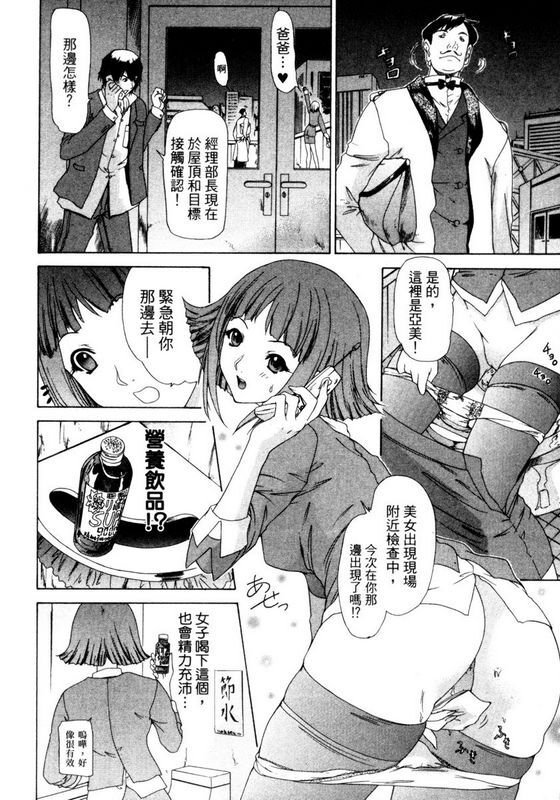 爸爸…♥
啊
那邊怎樣?
經理部長現在
於屋頂和目標
接觸確認!
是的,
這裡是亞美!
緊急朝你
那邊去—
美女出現現場
附近檢查中,
今次在你那
邊出現了嗎!?
營養飲品!?
あせっ
女子喝下這個,
也會精力充沛…
節水
嗚嘩,好
像很有效